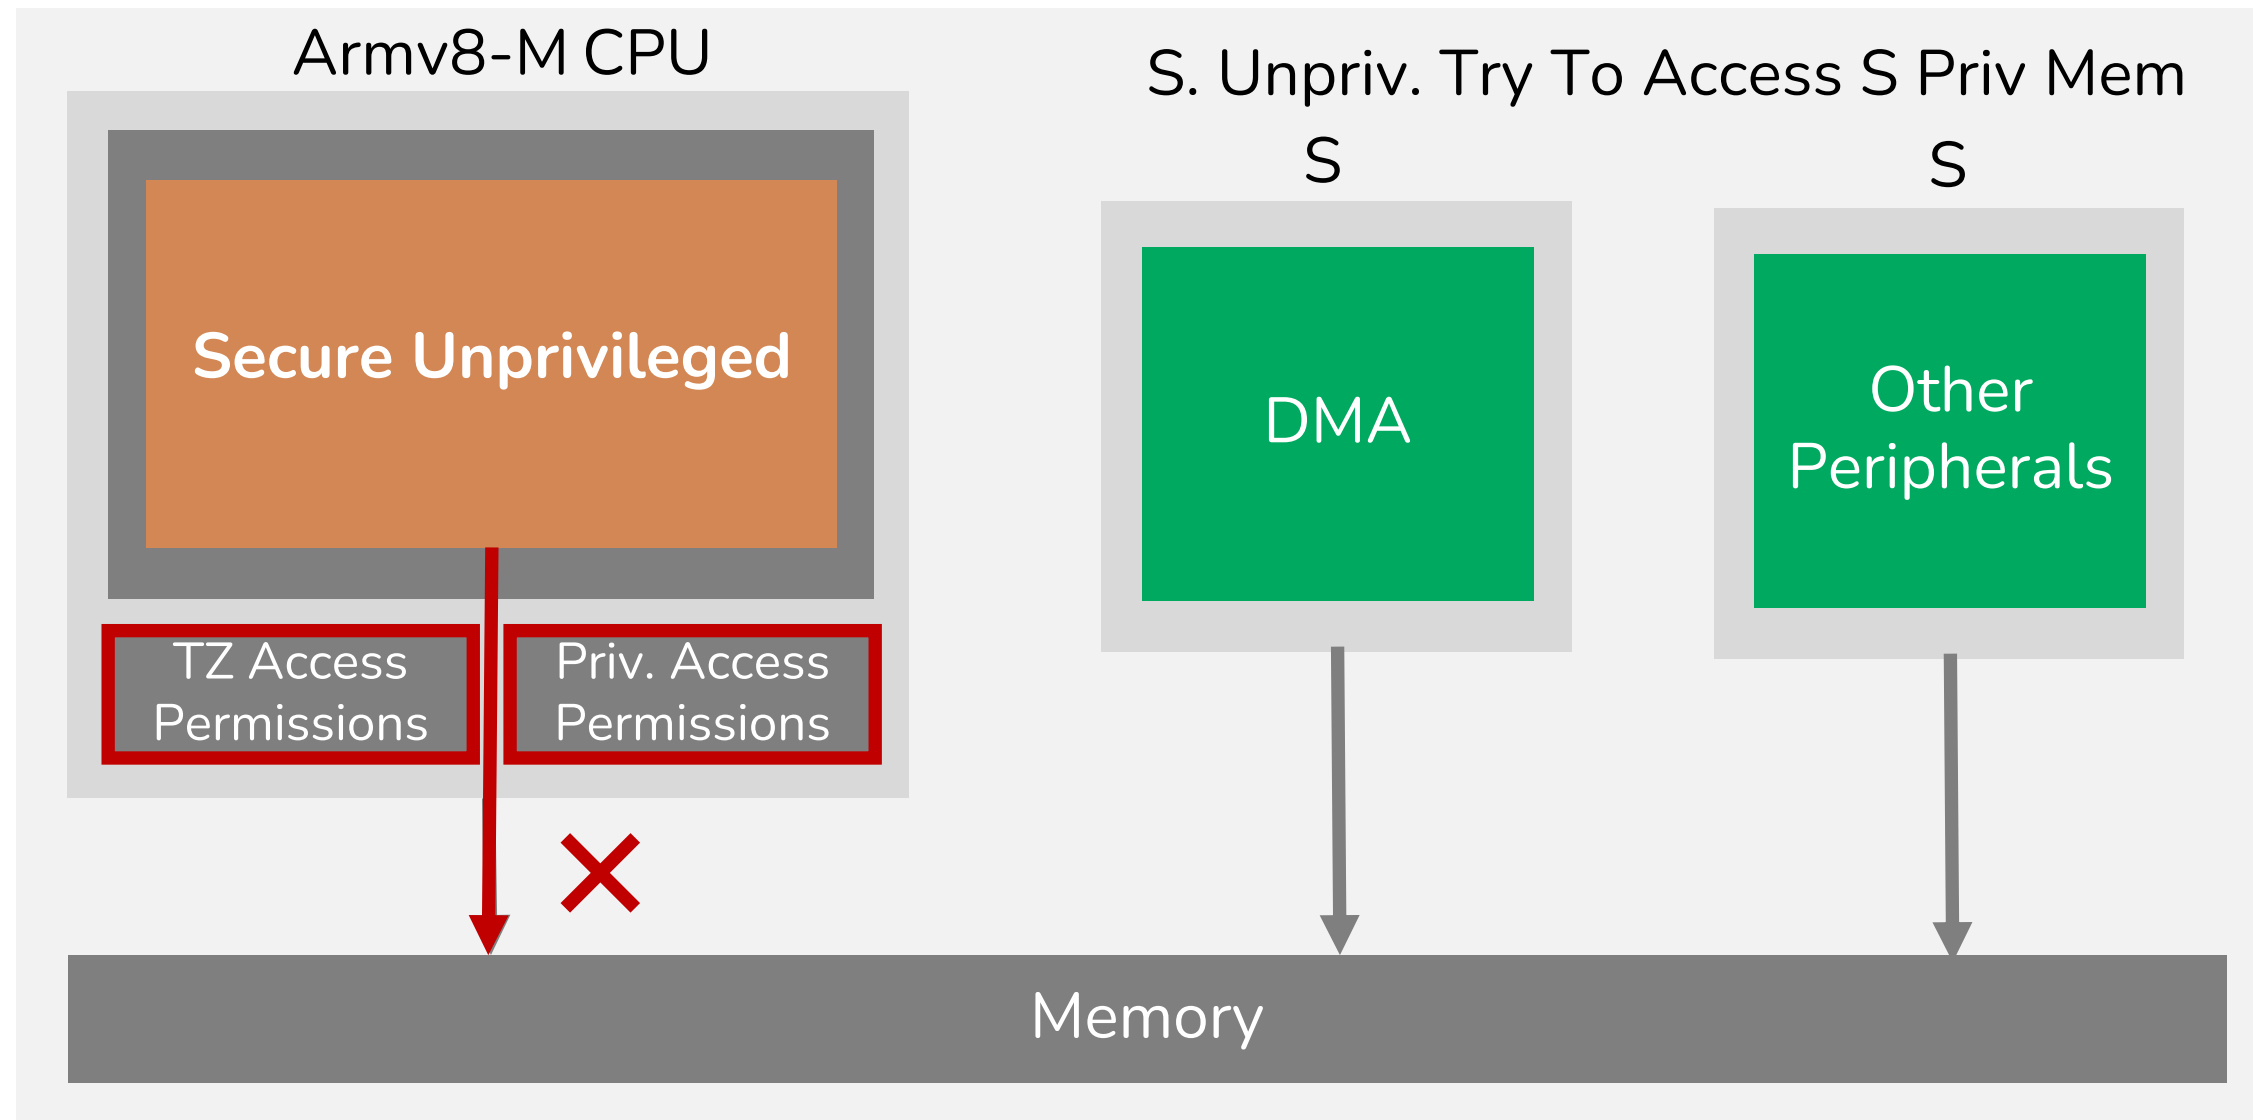 Armv8-M CPU
S. Unpriv. Try To Access S Priv Mem
S
S
Secure Unprivileged
DMA
Other
Peripherals
TZ Access
Permissions
Priv. Access
Permissions
Memory